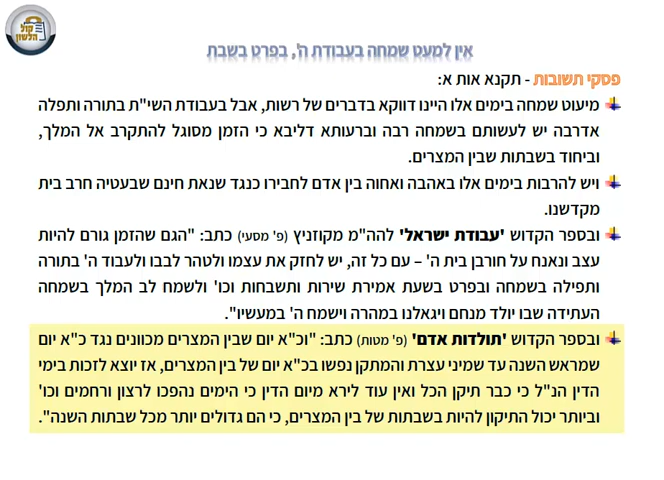 קול
הלשון
אין למעט שמחה בעבודת ה', בפרט בשבת
פסקי תשובות - תקנא אות א:
מיעוט שמחה בימים אלו היינו דווקא בדברים של רשות, אבל בעבודת השי"ת בתורה ותפלה
אדרבה יש לעשותם בשמחה רבה וברעותא דליבא כי הזמן מסוגל להתקרב אל המלך,
וביחוד בשבתות שבין המצרים.
ויש להרבות בימים אלו באהבה ואחוה בין אדם לחבירו כנגד שנאת חינם שבעטיה חרב בית
מקדשנו.
ובספר הקדוש 'עבודת ישראל' להה"מ מקוזניץ (פ' מסעי) כתב: "הגם שהזמן גורם להיות
עצב ונאנח על חורבן בית ה' – עם כל זה, יש לחזק את עצמו ולטהר לבבו ולעבוד ה' בתורה
ותפילה בשמחה ובפרט בשעת אמירת שירות ותשבחות וכו' ולשמח לב המלך בשמחה
העתידה שבו יולד מנחם ויגאלנו במהרה וישמח ה' במעשיו".
ובספר הקדוש 'תולדות אדם' (פ' מטות) כתב: "וכ"א יום שבין המצרים מכוונים נגד כ"א יום
שמראש השנה עד שמיני עצרת והמתקן נפשו בכ"א יום של בין המצרים, אז יוצא לזכות בימי
הדין הנ"ל כי כבר תיקן הכל ואין עוד לירא מיום הדין כי הימים נהפכו לרצון ורחמים וכו'
וביותר יכול התיקון להיות בשבתות של בין המצרים, כי הם גדולים יותר מכל שבתות השנה".